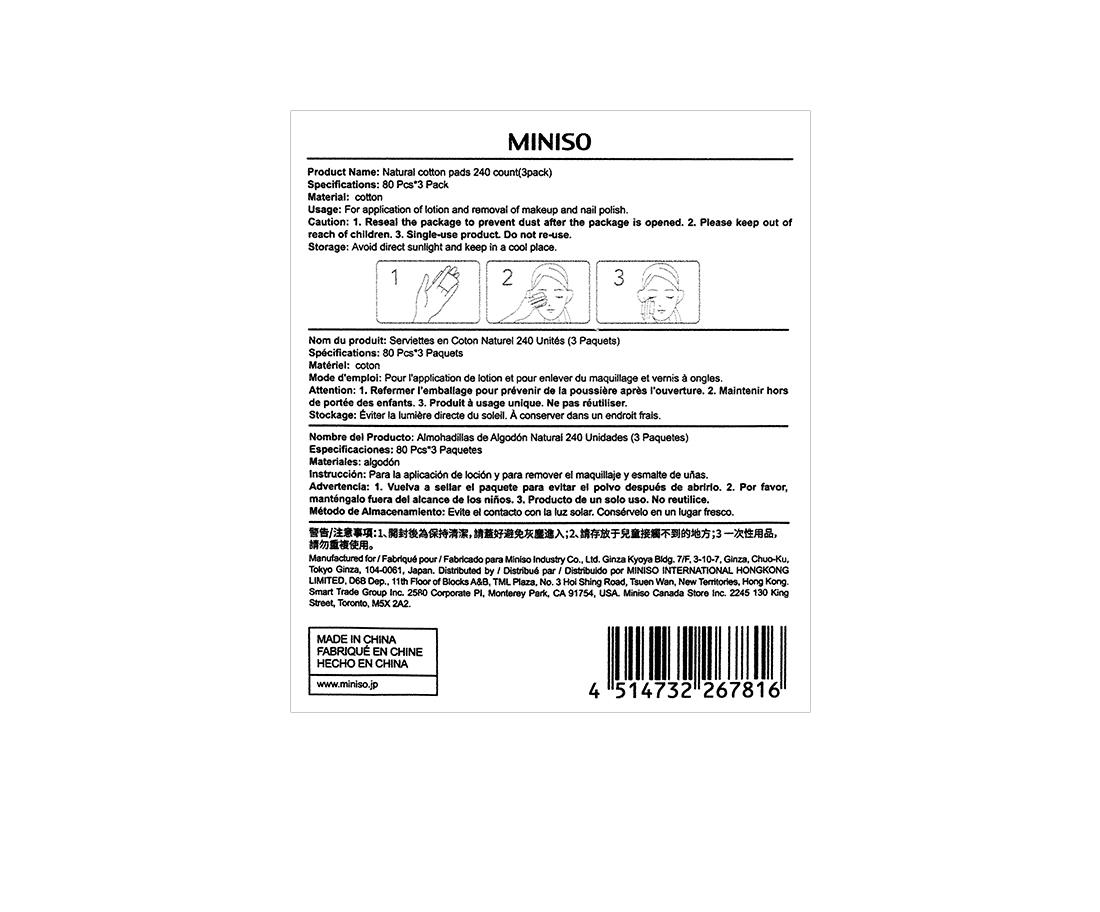 MINISO
Product Name: Natural cotton pads 240 count(3pack)
Specifications: 80 Pcs*3 Pack
Material: cotton
Usage: For application of lotion and removal of makeup and nail polish.
Caution: 1. Reseal the package to prevent dust after the package is opened. 2. Please keep out of
reach of children. 3. Single-use product. Do not re-use.
Storage: Avoid direct sunlight and keep in a cool place.
1 2 3
Nom du produit: Serviettes en Coton Naturel 240 Unités (3 Paquets)
Spécifications: 80 Pcs*3 Paquets
Matériel: coton
Mode d'emploi: Pour l'application de lotion et pour enlever du maquillage et vernis à ongles.
Attention: 1. Refermer l'emballage pour prévenir de la poussière après l'ouverture. 2. Maintenir hors
de portée des enfants. 3. Produit à usage unique. Ne pas réutiliser.
Stockage: Éviter la lumière directe du soleil. À conserver dans un endroit frais.
Nombre del Producto: Almohadillas de Algodón Natural 240 Unidades (3 Paquetes)
Especificaciones: 80 Pcs*3 Paquetes
Materiales: algodón
Instrucción: Para la aplicación de loción y para remover el maquillaje y esmalte de uñas.
Advertencia: 1. Vuelva a sellar el paquete para evitar el polvo después de abrirlo. 2. Por favor,
manténgalo fuera del alcance de los niños. 3. Producto de un solo uso. No reutilice.
Método de Almacenamiento: Evite el contacto con la luz solar. Consérvelo en un lugar fresco.
警告/注意事項:1、開封後為保持清潔,請蓋好避免灰塵進入;2、請存放于兒童接觸不到的地方;3 一次性用品,
請勿重複使用。
Manufactured for / Fabriqué pour / Fabricado para Miniso Industry Co., Ltd. Ginza Kyoya Bldg. 7/F, 3-10-7, Ginza, Chuo-Ku,
Tokyo Ginza, 104-0061, Japan. Distributed by / Distribué par / Distribuido por MINISO INTERNATIONAL HONGKONG
LIMITED, D6B Dep., 11th Floor of Blocks A&B, TML Plaza, No. 3 Hoi Shing Road, Tsuen Wan, New Territories, Hong Kong.
Smart Trade Group Inc. 2580 Corporate Pl, Monterey Park, CA 91754, USA. Miniso Canada Store Inc. 2245 130 King
Street, Toronto, M5X 2A2.
MADE IN CHINA
FABRIQUÉ EN CHINE
HECHO EN CHINA
www.miniso.jp
4 514732 267816